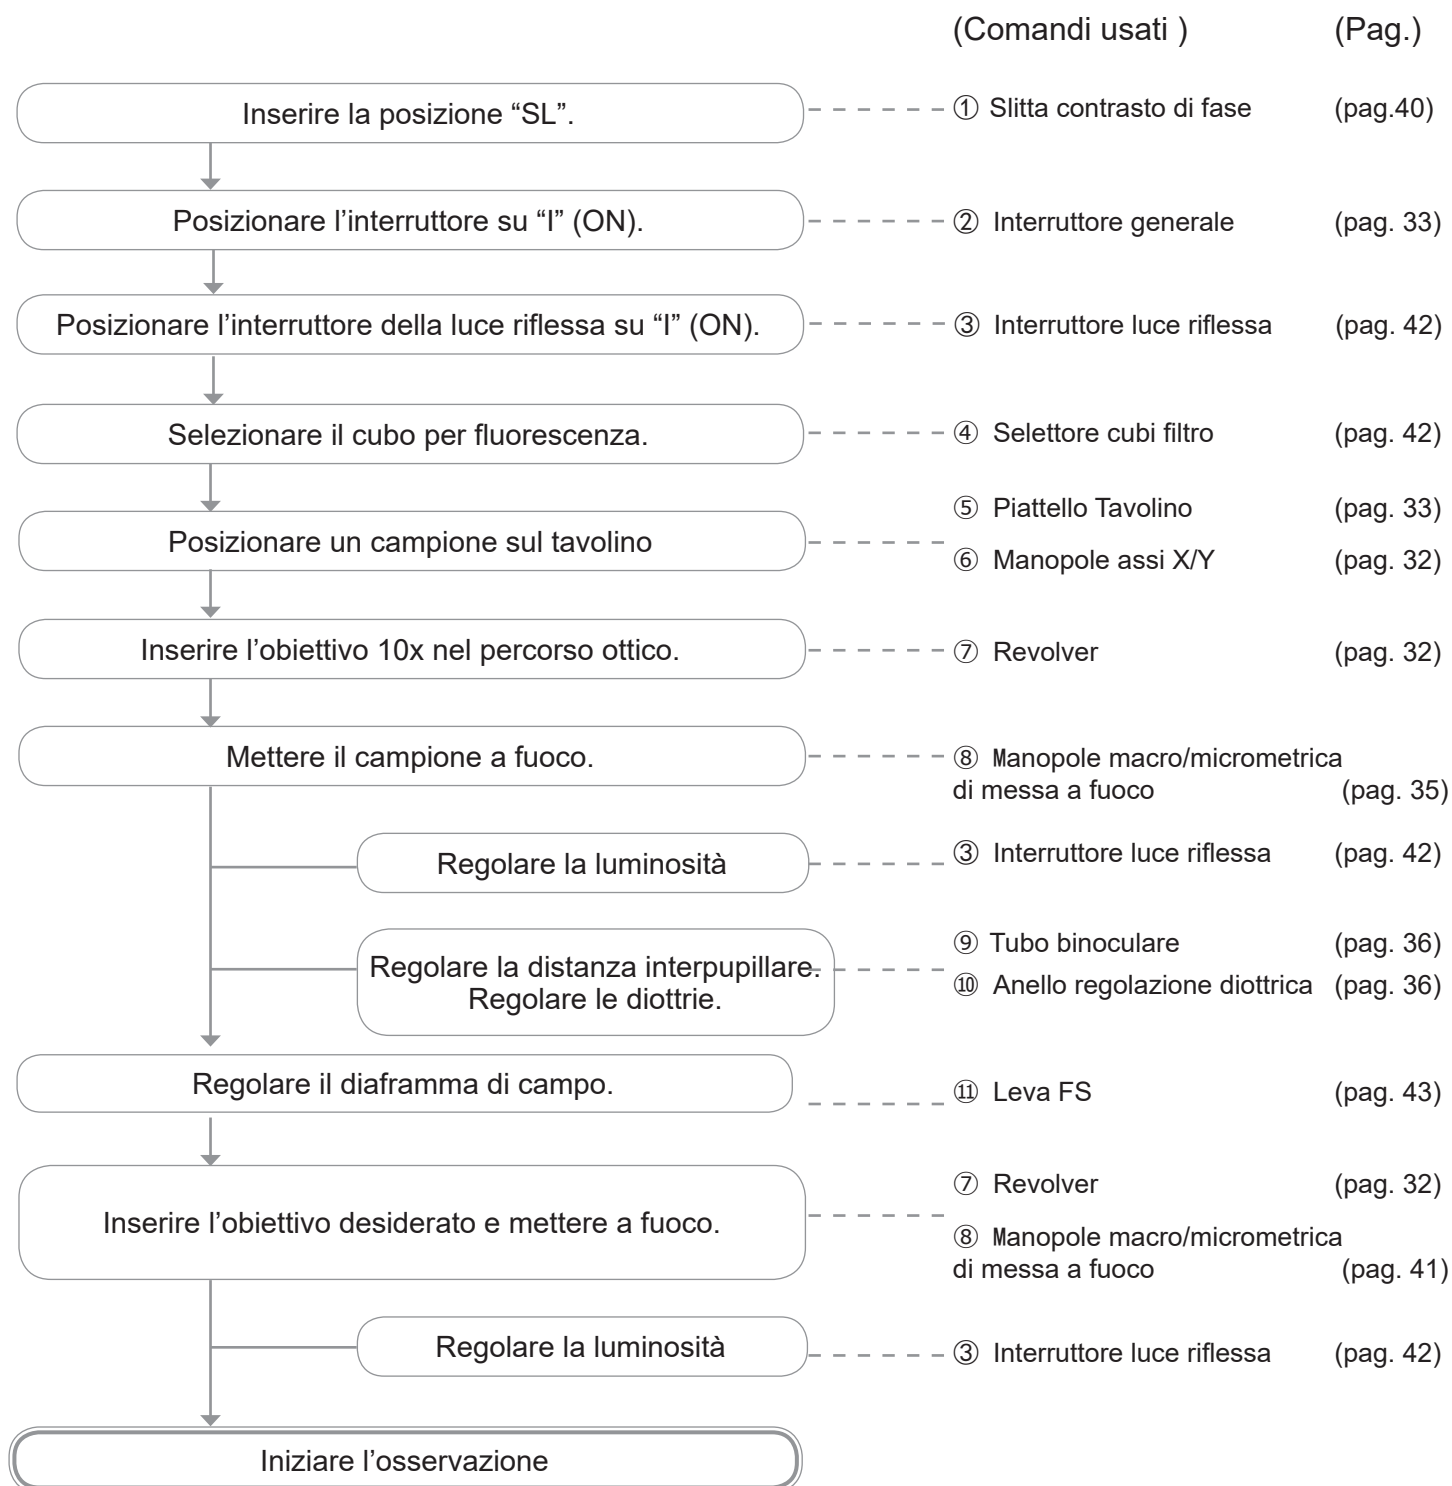 (Comandi usati ) (Pag.)
Inserire la posizione “SL”. ① Slitta contrasto di fase (pag.40)
Posizionare l’interruttore su “I” (ON). ② Interruttore generale (pag. 33)
Posizionare l’interruttore della luce riflessa su “I” (ON). ③ Interruttore luce riflessa (pag. 42)
Selezionare il cubo per fluorescenza. ④ Selettore cubi filtro (pag. 42)
⑤ Piattello Tavolino (pag. 33)
Posizionare un campione sul tavolino
⑥ Manopole assi X/Y (pag. 32)
Inserire l’obiettivo 10x nel percorso ottico. ⑦ Revolver (pag. 32)
Mettere il campione a fuoco. ⑧ Manopole macro/micrometrica
di messa a fuoco (pag. 35)
Regolare la luminosità ③ Interruttore luce riflessa (pag. 42)
⑨ Tubo binoculare (pag. 36)
Regolare la distanza interpupillare.
⑩ Anello regolazione diottrica (pag. 36)
Regolare le diottrie.
Regolare il diaframma di campo. ⑪ Leva FS (pag. 43)
⑦ Revolver (pag. 32)
Inserire l’obiettivo desiderato e mettere a fuoco.
⑧ Manopole macro/micrometrica
di messa a fuoco (pag. 41)
Regolare la luminosità ③ Interruttore luce riflessa (pag. 42)
Iniziare l’osservazione